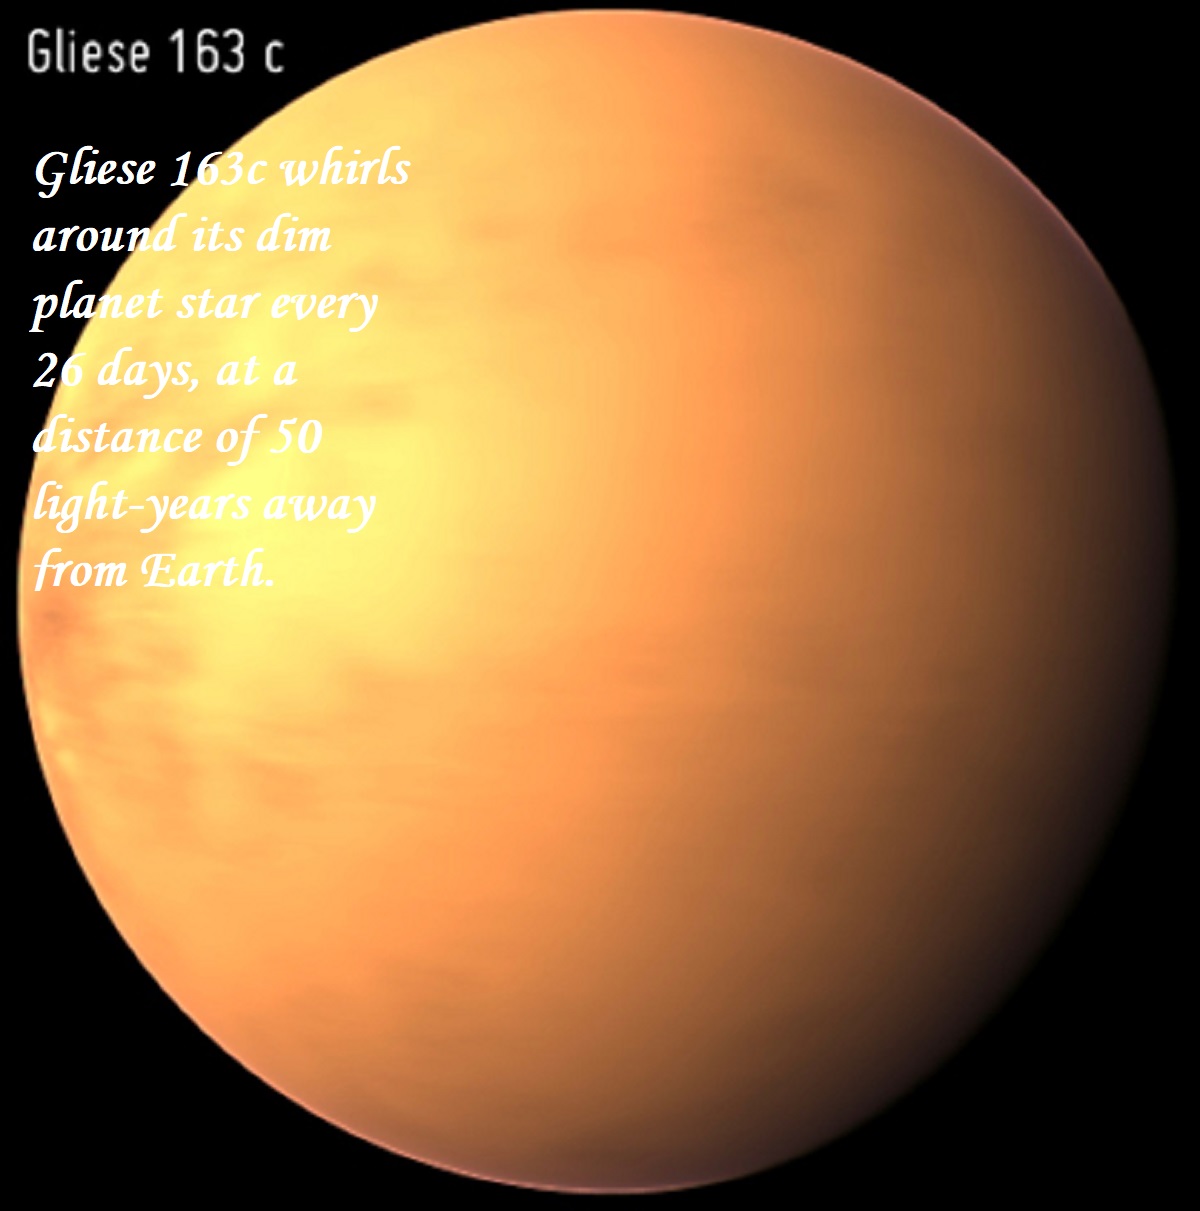 Gliese 163 c
Gliese 163c whirls
around its dim
planet star every
26 days, at a
distance of 50
light-years away
from Earth.